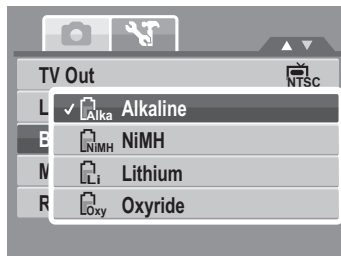 TV Out NTSC
L
Alka Alkaline
B
NiMH NiMH
M
Li Lithium
R
Oxy Oxyride